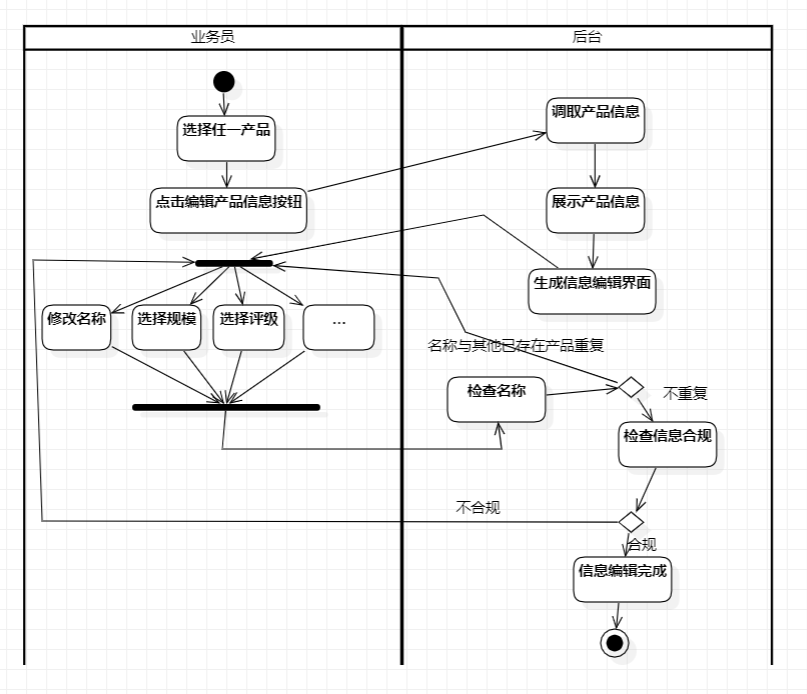 业务员
后台
选择任一产品
点击编辑产品信息按钮
调取产品信息
展示产品信息
生成信息编辑界面
修改名称
选择规模
选择评级
...
名称与其他已存在产品重复
检查名称
不重复
检查信息合规
不合规
合规
信息编辑完成